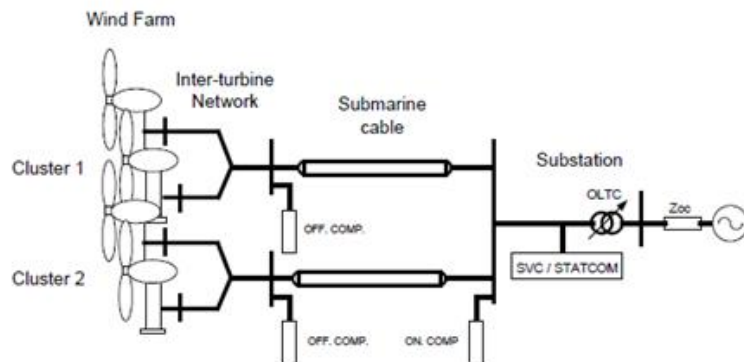 Wind Farm
Inter-turbine
Network
Submarine
cable
Cluster 1
Substation
OLTC
Zcc
OFF. COMP.
SVC / STATCOM
Cluster 2
OFF. COMP.
ON. COMP